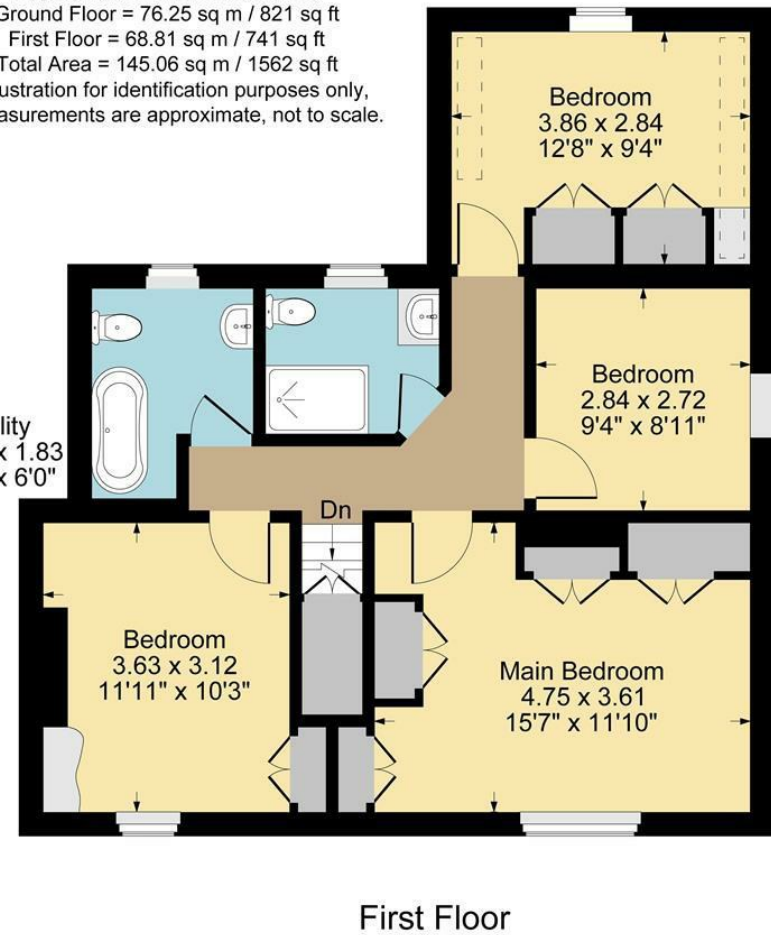 Ground Floor = 76.25 sq m / 821 sq ft
First Floor = 68.81 sq m / 741 sq ft
Total Area = 145.06 sq m / 1562 sq ft
for identification purposes only,
are approximate, not to scale.
Bedroom
3.86 x 2.84
12'8" x 9'4"
Bedroom
2.84 x 2.72
9'4" x 8'11"
x 1.83
x 6'0"
Dn
Bedroom
3.63 x 3.12
11'11" x 10'3"
Main Bedroom
4.75 x 3.61
15'7" x 11'10"
First Floor